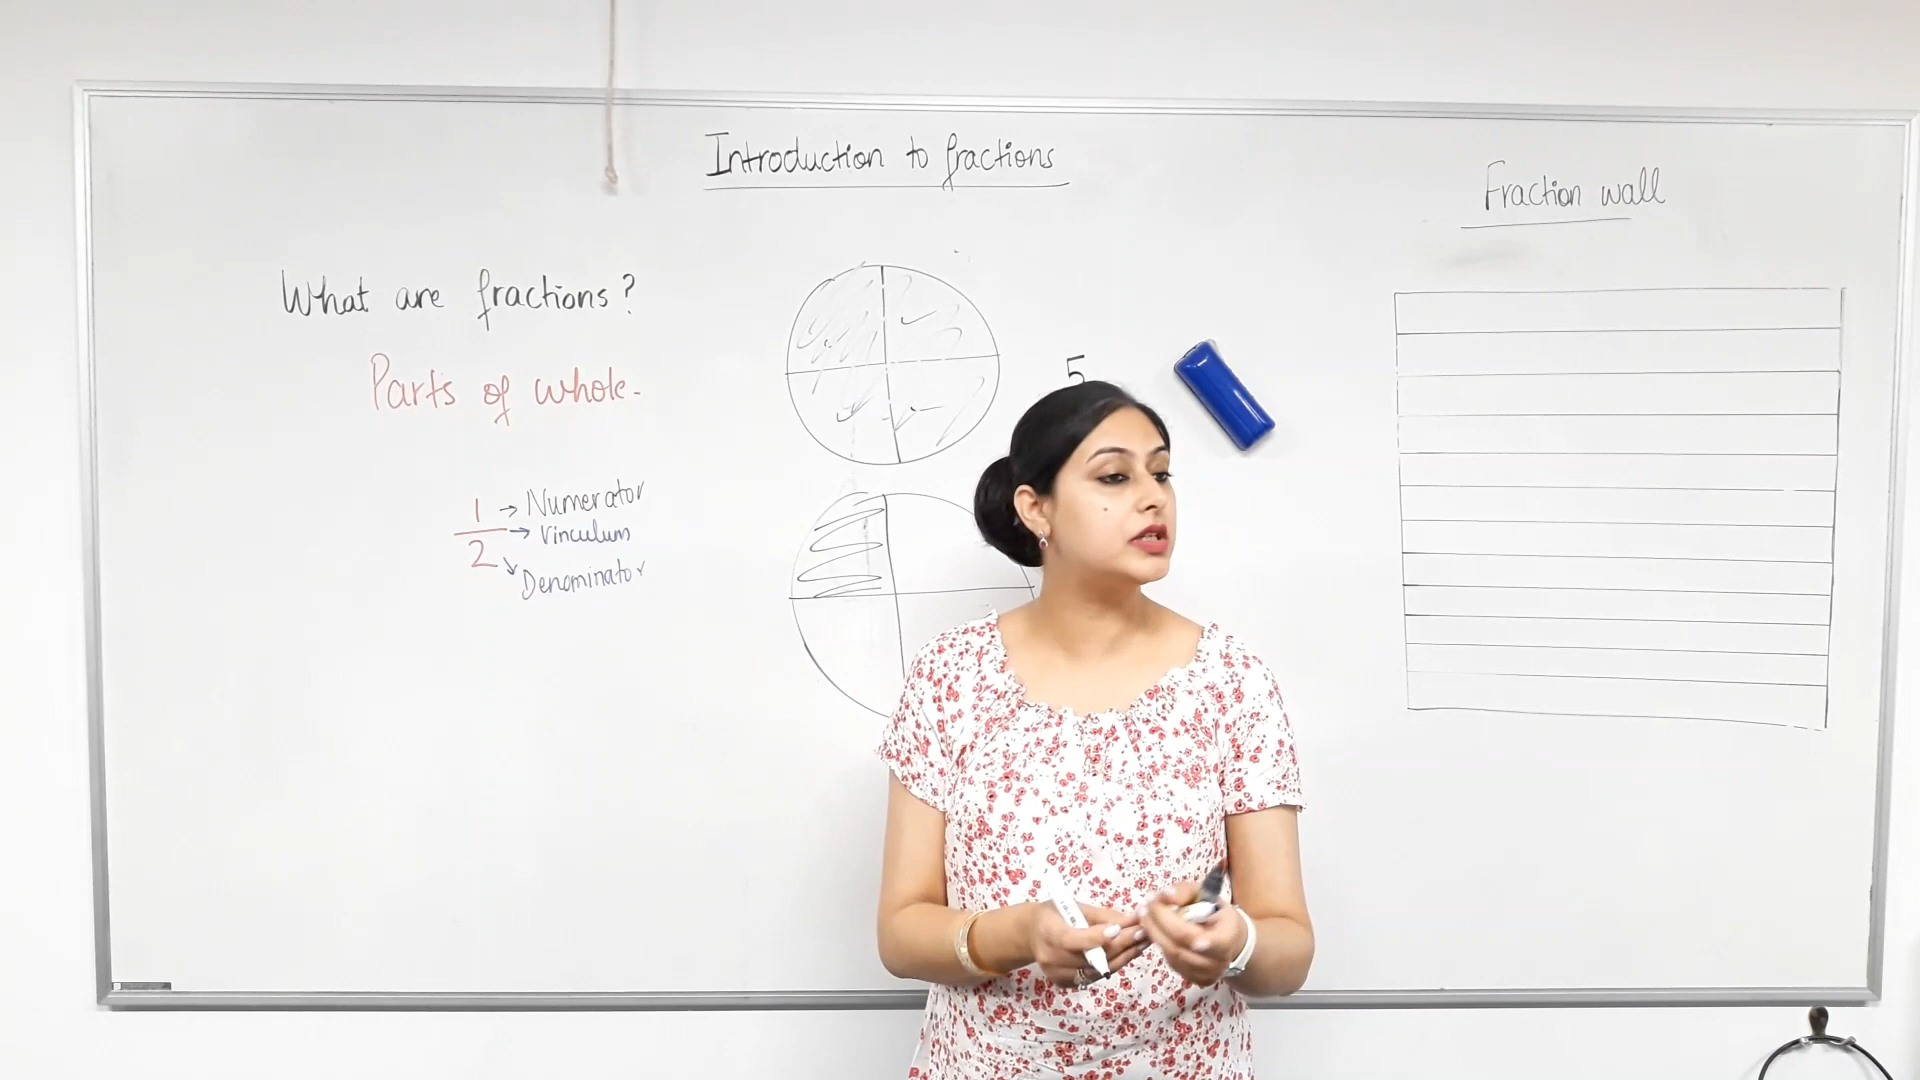 Introduction to fractions
Fraction wall
What are fractions?
Parts of whole.
1 → Numerator
→ Vinculum
2 ↘ Denominator
5